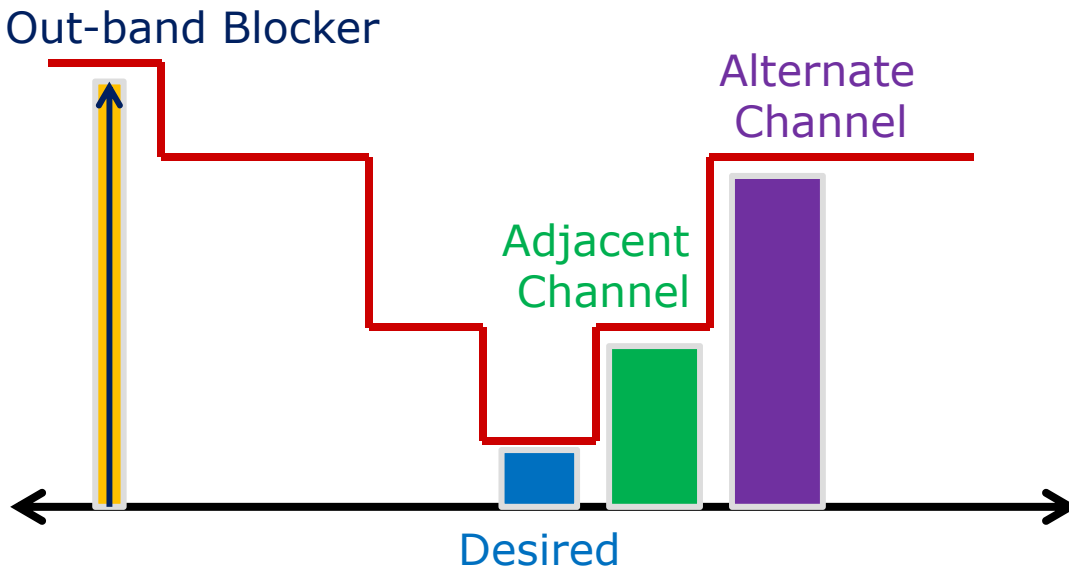 Out-band Blocker
Alternate
Channel
Adjacent
Channel
Desired